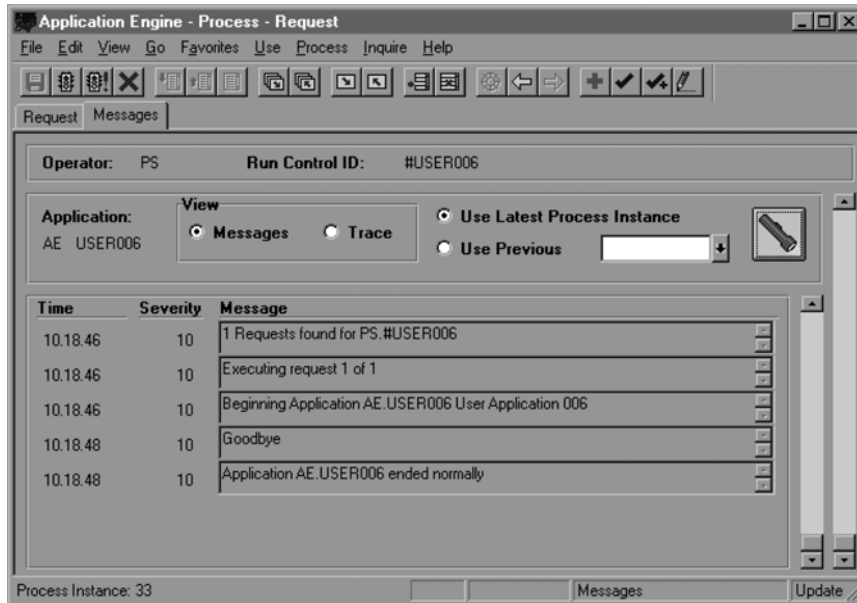 Application Engine - Process - Request
File Edit View Go Favorites Use Process Inquire Help
Request Messages
Operator: PS Run Control ID: #USER006
Application:
AE USER006
View
Messages Trace
Use Latest Process Instance
Use Previous
Time Severity Message
10.18.46 10 1 Requests found for PS.#USER006
10.18.46 10 Executing request 1 of 1
10.18.46 10 Beginning Application AE.USER006 User Application 006
10.18.48 10 Goodbye
10.18.48 10 Application AE.USER006 ended normally
Process Instance: 33 Messages Update